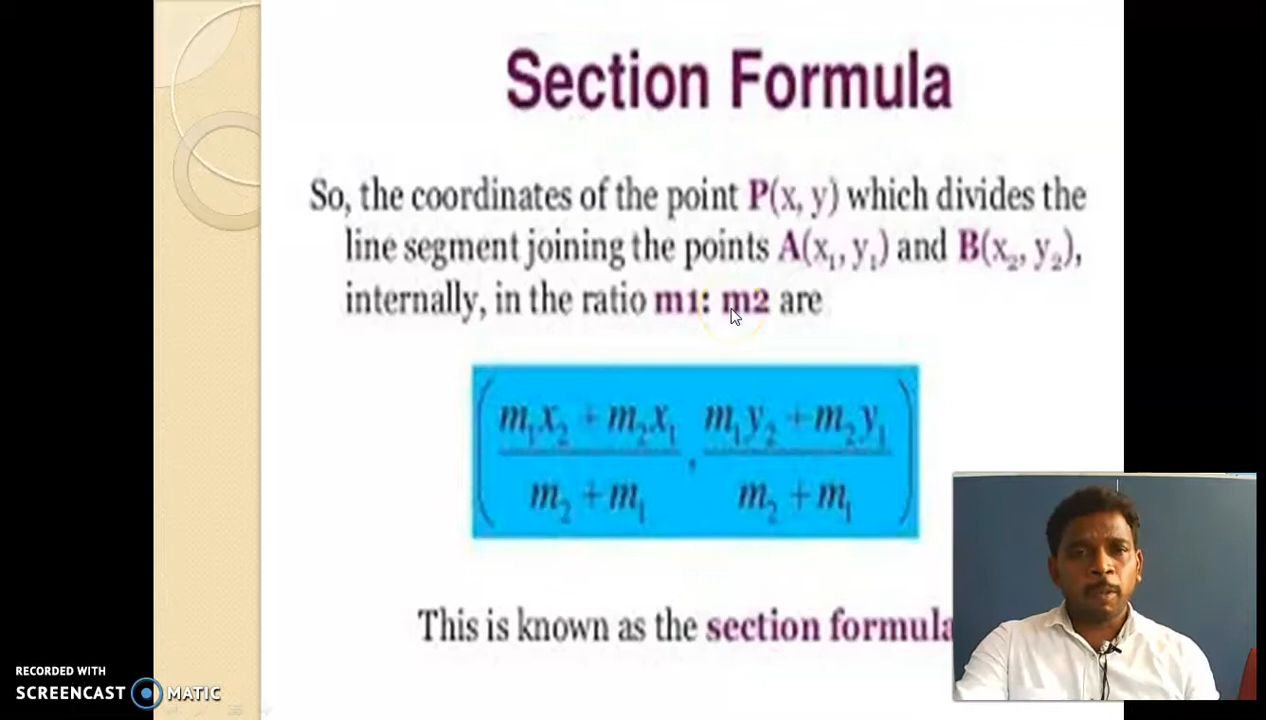 Section Formula
So, the coordinates of the point P(x, y) which divides the
line segment joining the points A(x₁, y₁) and B(x₂, y₂),
internally, in the ratio m1: m2 are
( (m₁x₂ + m₂x₁)/(m₂ + m₁) , (m₁y₂ + m₂y₁)/(m₂ + m₁) )
This is known as the section formula
RECORDED WITH
SCREENCAST MATIC